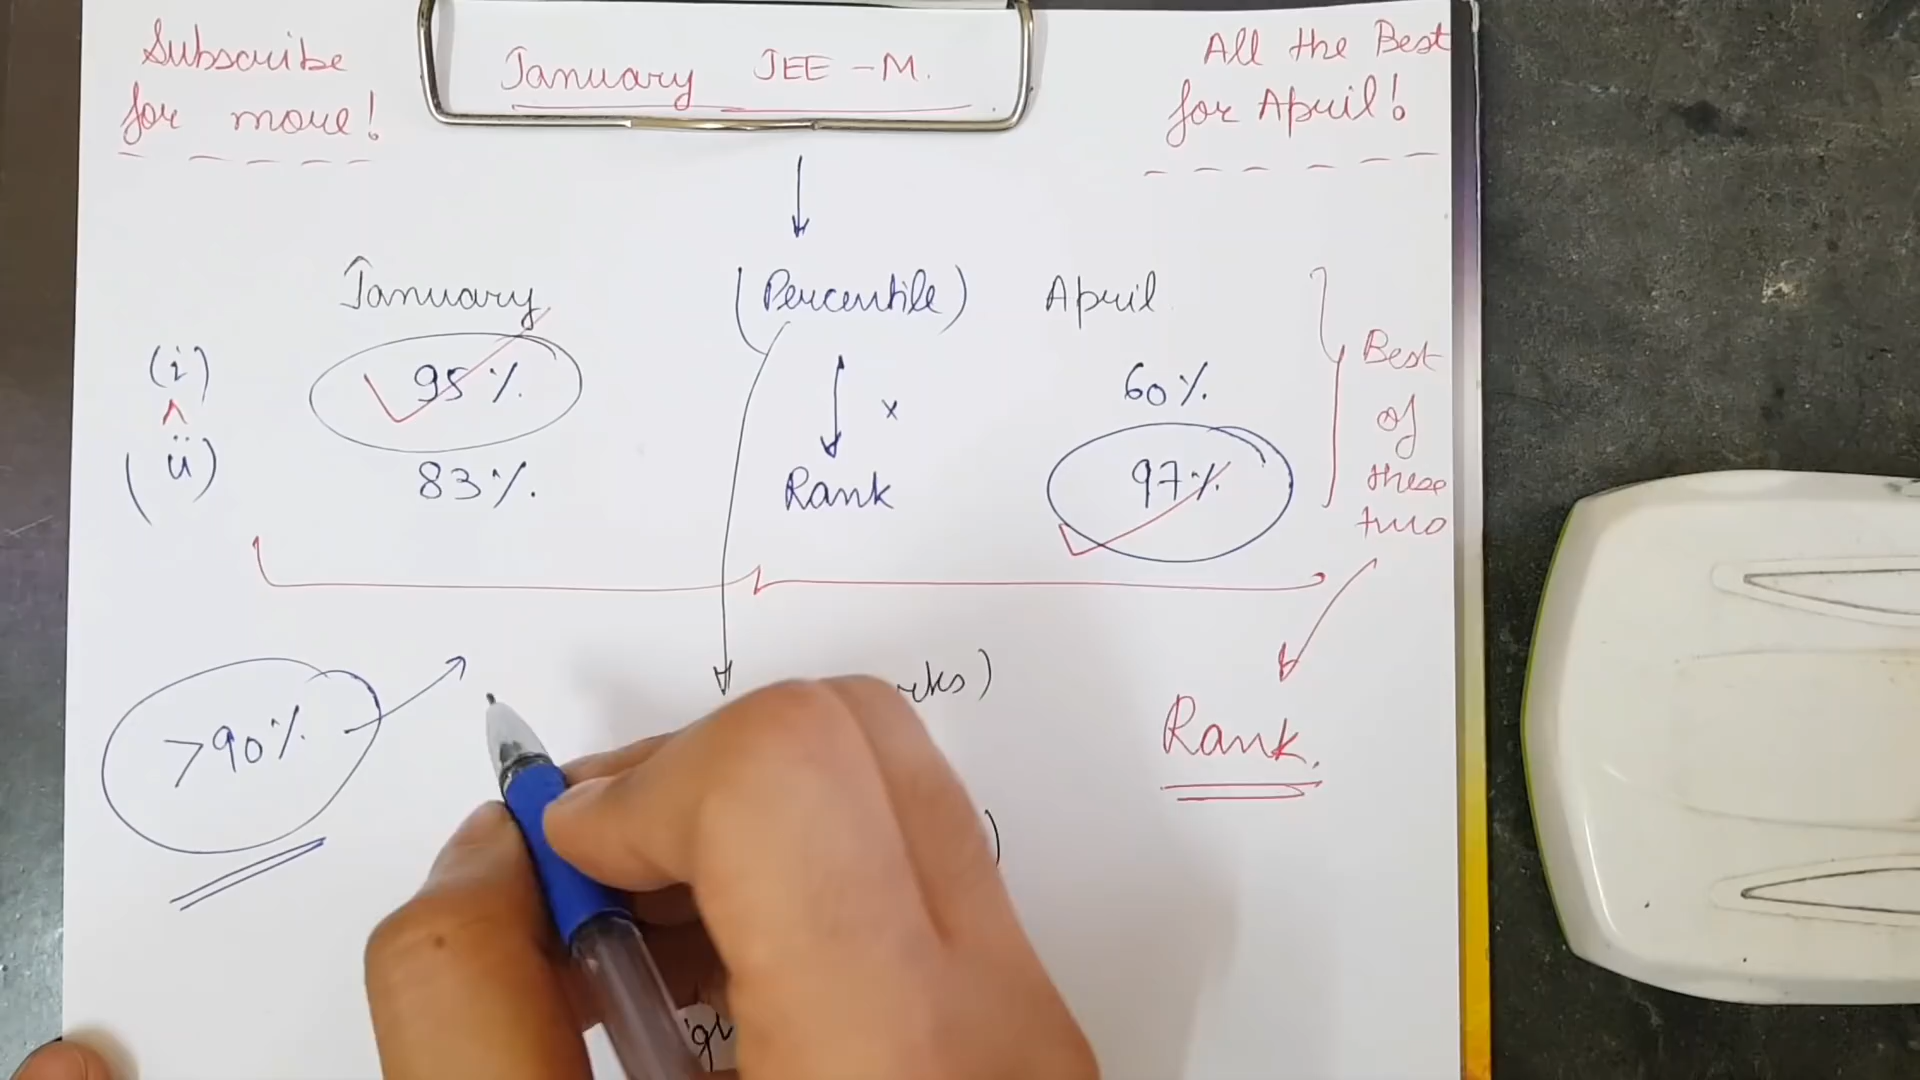 Subscribe
for more!
January JEE-M.
All the Best
for April!
January
(Percentile)
April
(i)
95%
60%
(ii)
83%.
Rank
97%
Best
of
these
two
>90%
Rank.